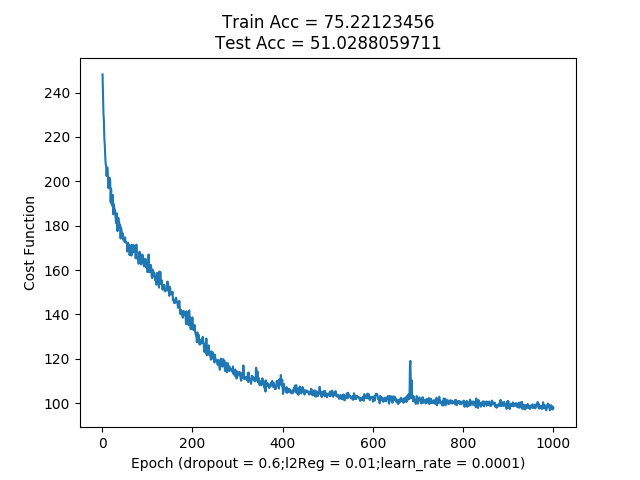 Train Acc = 75.22123456
Test Acc = 51.0288059711
240
220
200
180
160
140
120
100
Cost Function
0 200 400 600 800 1000
Epoch (dropout = 0.6;l2Reg = 0.01;learn_rate = 0.0001)